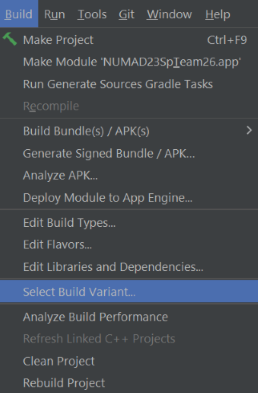 Build Run Tools Git Window Help
Make Project Ctrl+F9
Make Module 'NUMAD23SpTeam26.app'
Run Generate Sources Gradle Tasks
Recompile
Build Bundle(s) / APK(s)
Generate Signed Bundle / APK...
Analyze APK...
Deploy Module to App Engine...
Edit Build Types...
Edit Flavors...
Edit Libraries and Dependencies...
Select Build Variant...
Analyze Build Performance
Refresh Linked C++ Projects
Clean Project
Rebuild Project